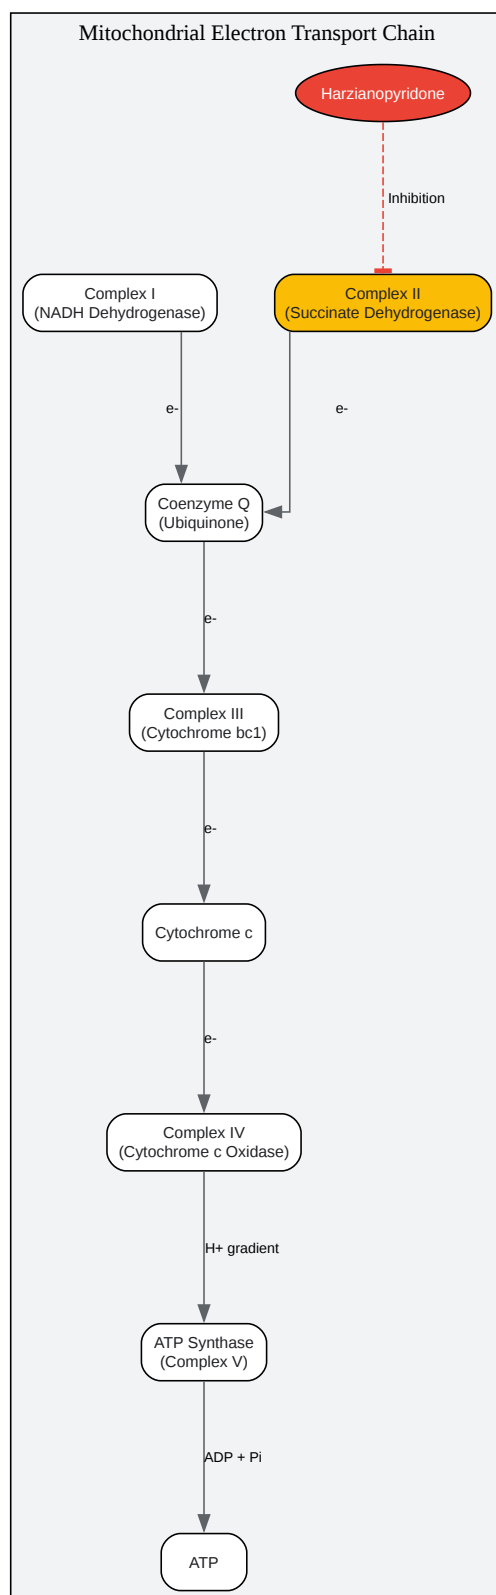 Mitochondrial Electron Transport Chain
Harzianopyridone
Inhibition
Complex I
(NADH Dehydrogenase)
Complex II
(Succinate Dehydrogenase)
e-
e-
Coenzyme Q
(Ubiquinone)
e-
Complex III
(Cytochrome bc1)
e-
Cytochrome c
e-
Complex IV
(Cytochrome c Oxidase)
H+ gradient
ATP Synthase
(Complex V)
ADP + Pi
ATP